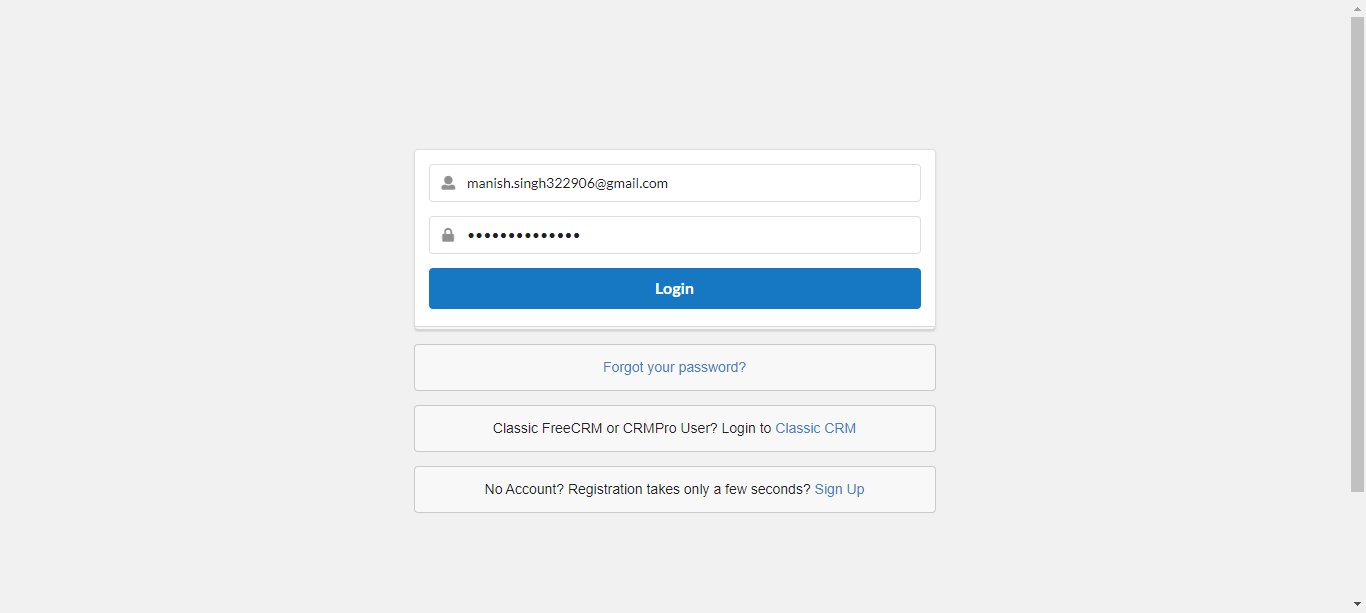 manish.singh322906@gmail.com
••••••••••••••
Login
Forgot your password?
Classic FreeCRM or CRMPro User? Login to Classic CRM
No Account? Registration takes only a few seconds? Sign Up